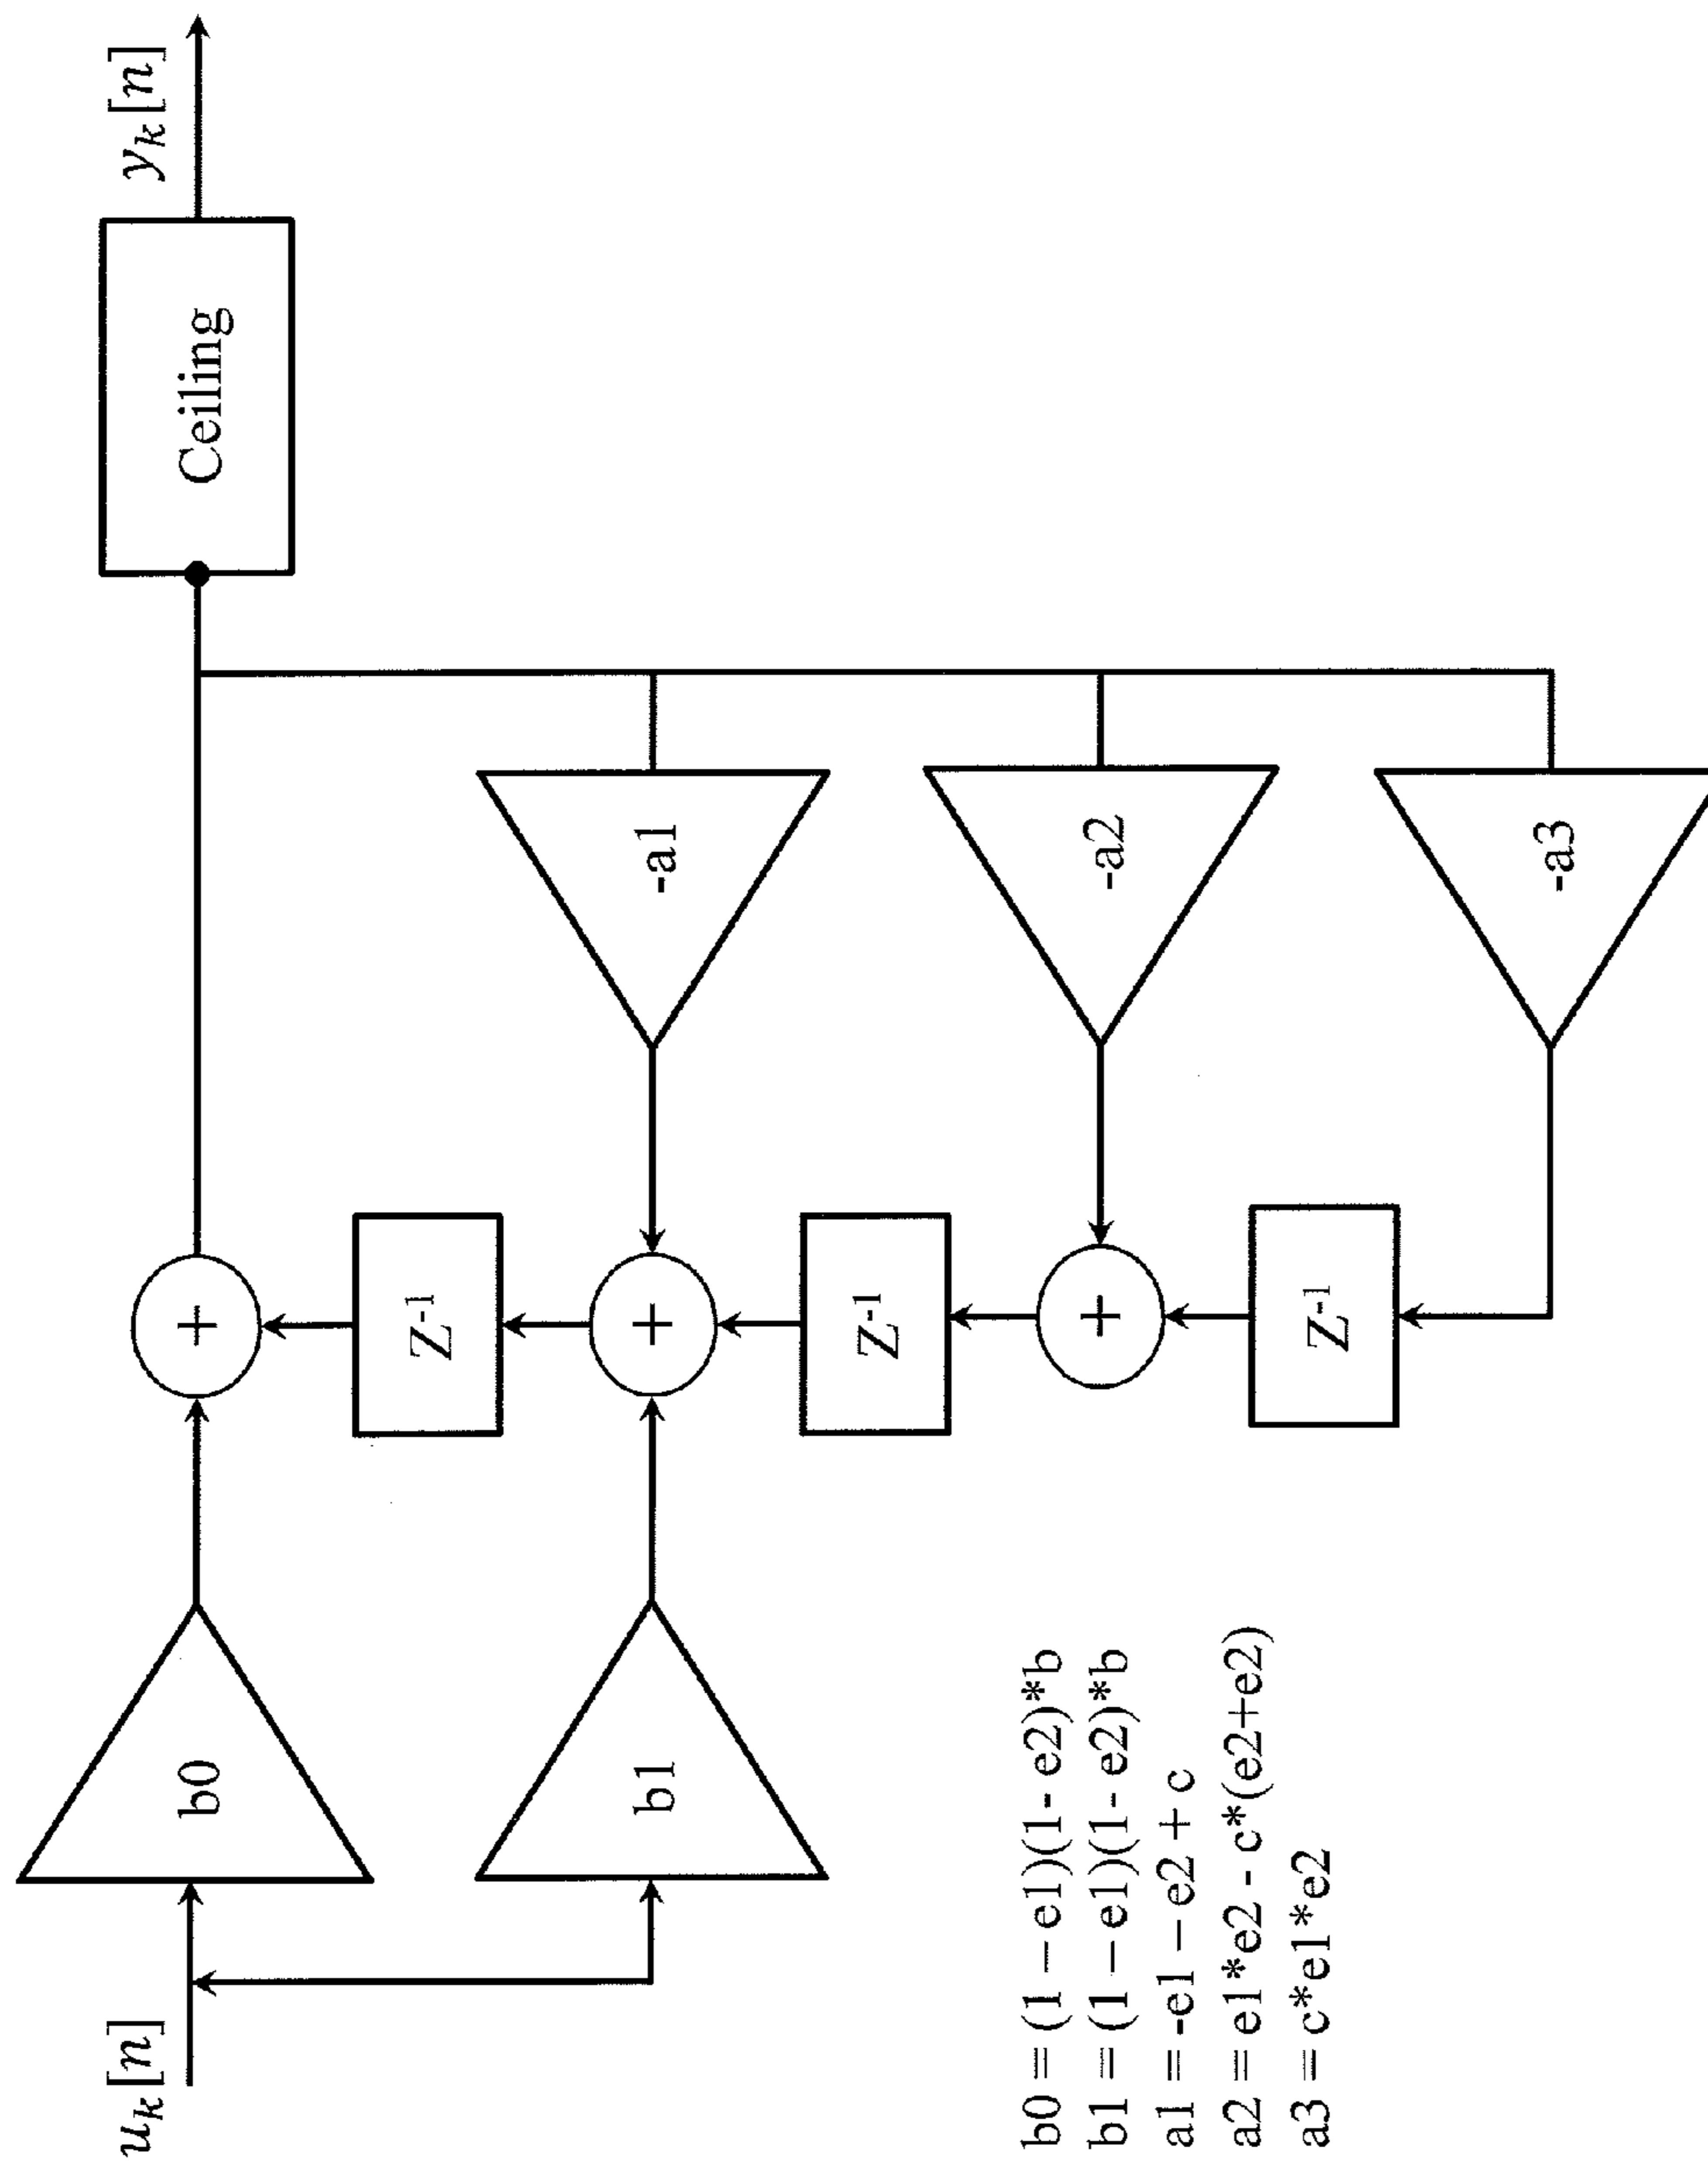 uₖ[n]
b0
+
Ceiling
yₖ[n]
Z⁻¹
b1
+
-a1
Z⁻¹
+
-a2
Z⁻¹
-a3
b0 = (1 – e1)(1- e2)*b
b1 = (1 – e1)(1- e2)*b
a1 = -e1 – e2 + c
a2 = e1*e2 - c*(e2+e2)
a3 = c*e1*e2